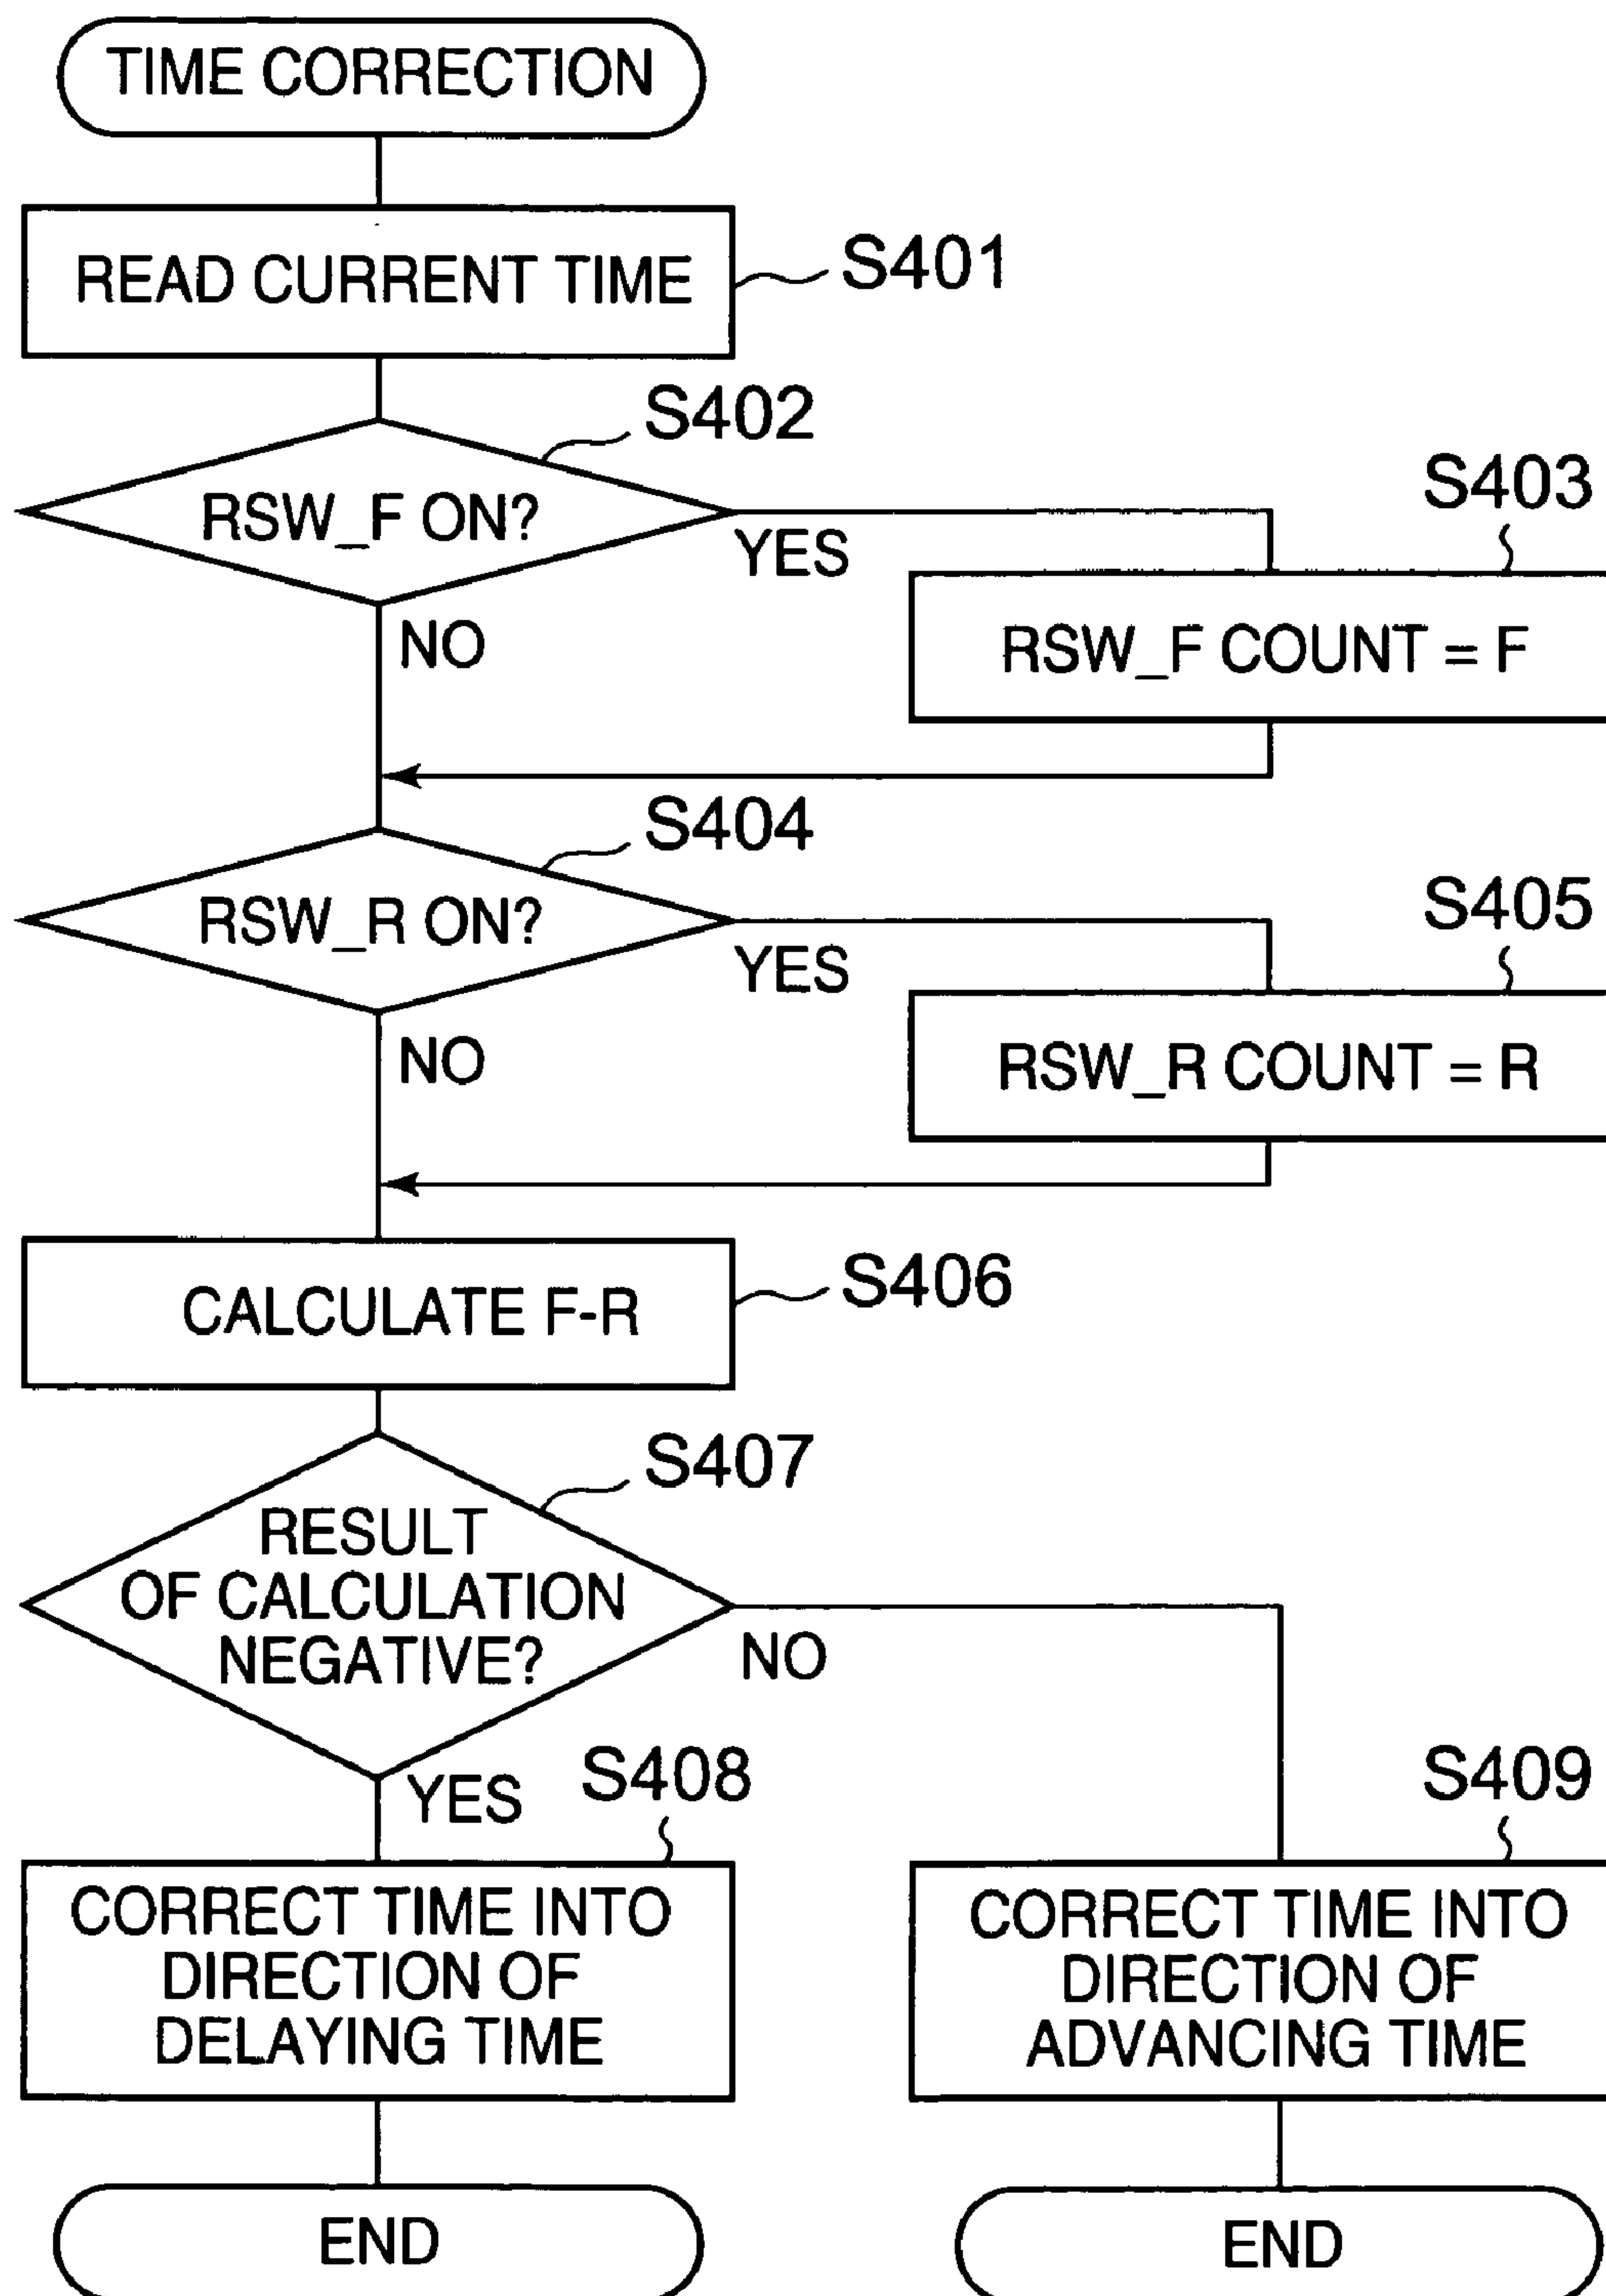 TIME CORRECTION
READ CURRENT TIME
S401
S402
RSW_F ON?
YES
NO
S403
RSW_F COUNT = F
S404
RSW_R ON?
YES
NO
S405
RSW_R COUNT = R
CALCULATE F-R
S406
S407
RESULT
OF CALCULATION
NEGATIVE?
NO
YES
S408
CORRECT TIME INTO
DIRECTION OF
DELAYING TIME
S409
CORRECT TIME INTO
DIRECTION OF
ADVANCING TIME
END
END